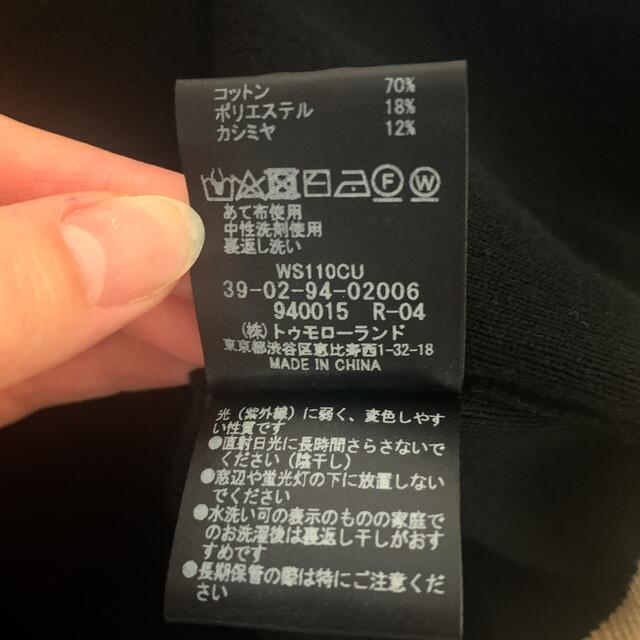 コットン 70%
ポリエステル 18%
カシミヤ 12%
F W
あて布使用
中性洗剤使用
裏返し洗い
WS110CU
39-02-94-02006
940015 R-04
(株)トゥモローランド
東京都渋谷区恵比寿西1-32-18
MADE IN CHINA
光(紫外線)に弱く、変色しやす
い性質です
●直射日光に長時間さらさないで
ください(陰干し)
●窓辺や蛍光灯の下に放置しない
でください
●水洗い可の表示のものの家庭で
のお洗濯後は裏返し干しがおす
すめです
●長期保管の際は特にご注意くだ
さい